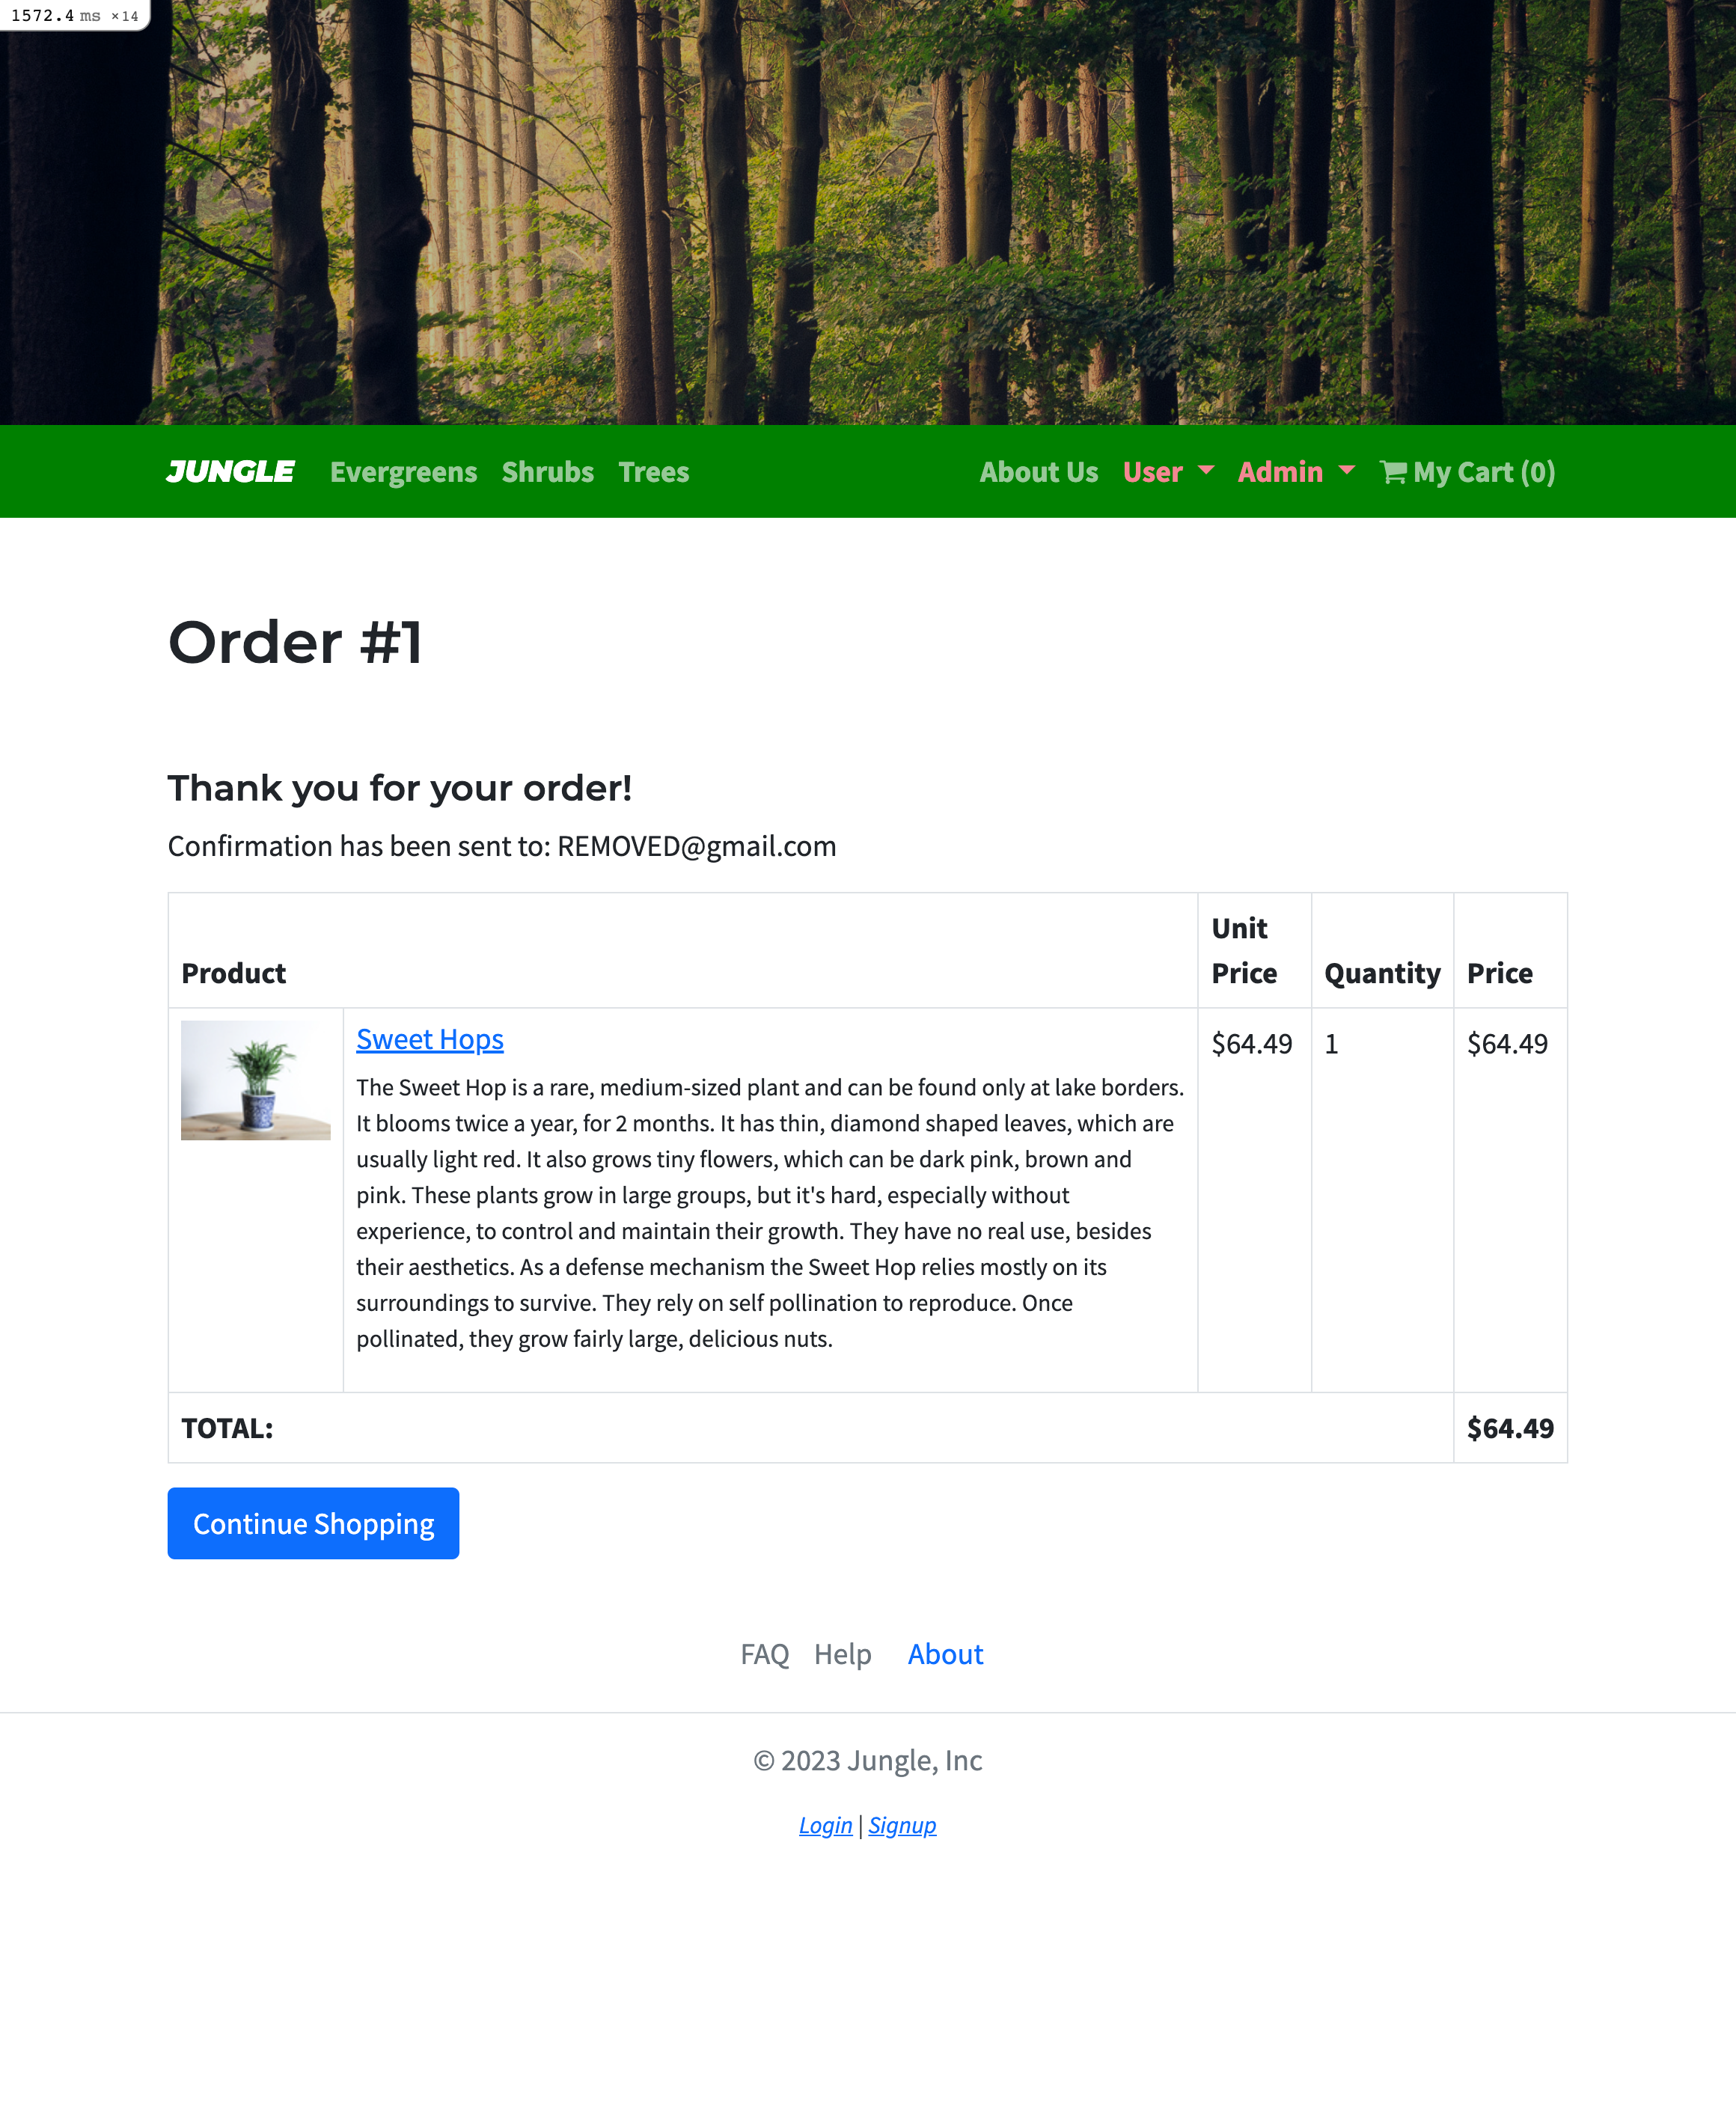 1572.4 ms ×14
JUNGLE Evergreens Shrubs Trees About Us User Admin My Cart (0)
Order #1
Thank you for your order!
Confirmation has been sent to: REMOVED@gmail.com
Product Unit Price Quantity Price
Sweet Hops $64.49 1 $64.49
The Sweet Hop is a rare, medium-sized plant and can be found only at lake borders.
It blooms twice a year, for 2 months. It has thin, diamond shaped leaves, which are
usually light red. It also grows tiny flowers, which can be dark pink, brown and
pink. These plants grow in large groups, but it's hard, especially without
experience, to control and maintain their growth. They have no real use, besides
their aesthetics. As a defense mechanism the Sweet Hop relies mostly on its
surroundings to survive. They rely on self pollination to reproduce. Once
pollinated, they grow fairly large, delicious nuts.
TOTAL: $64.49
Continue Shopping
FAQ Help About
© 2023 Jungle, Inc
Login | Signup